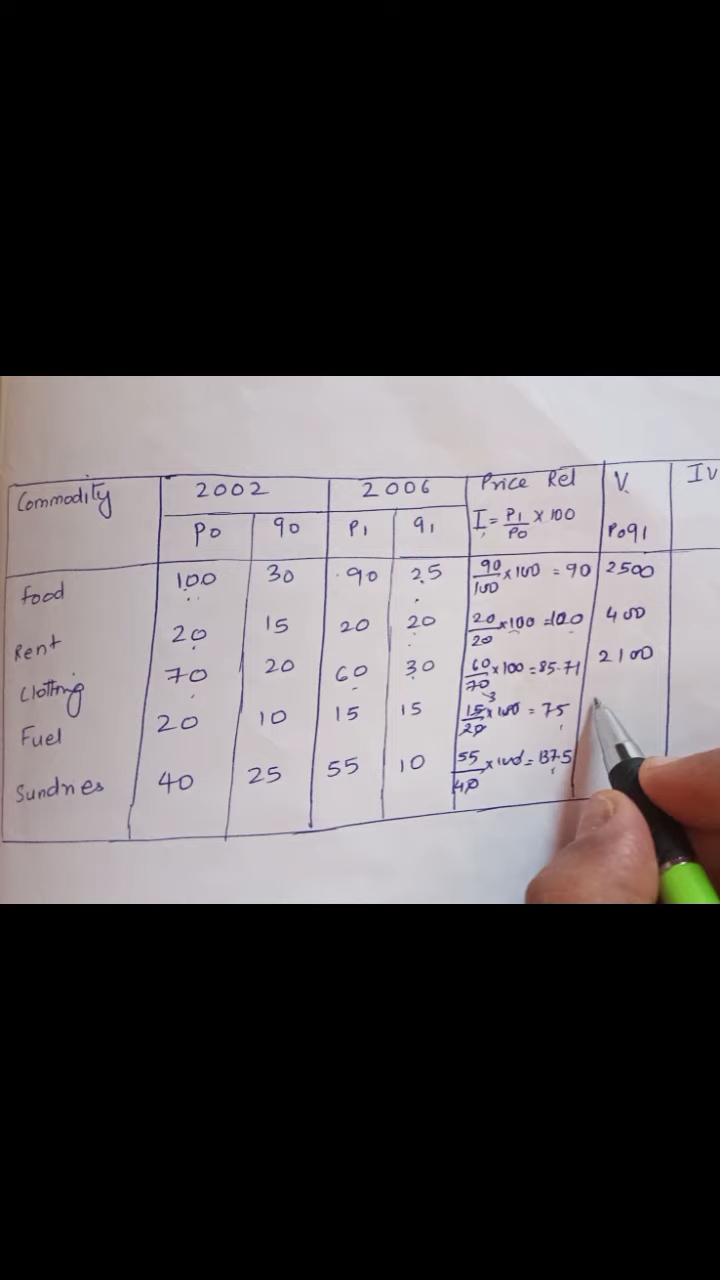 Commodity 2002 2006 Price Rel V. IV
P0 q0 P1 q1 I = P1/P0 x 100 P0q1
Food 100 30 90 25 90/100 x 100 = 90 2500
Rent 20 15 20 20 20/20 x 100 = 100 400
Clothing 70 20 60 30 60/70 x 100 = 85.71 2100
Fuel 20 10 15 15 15/20 x 100 = 75
Sundries 40 25 55 10 55/40 x 100 = 137.5